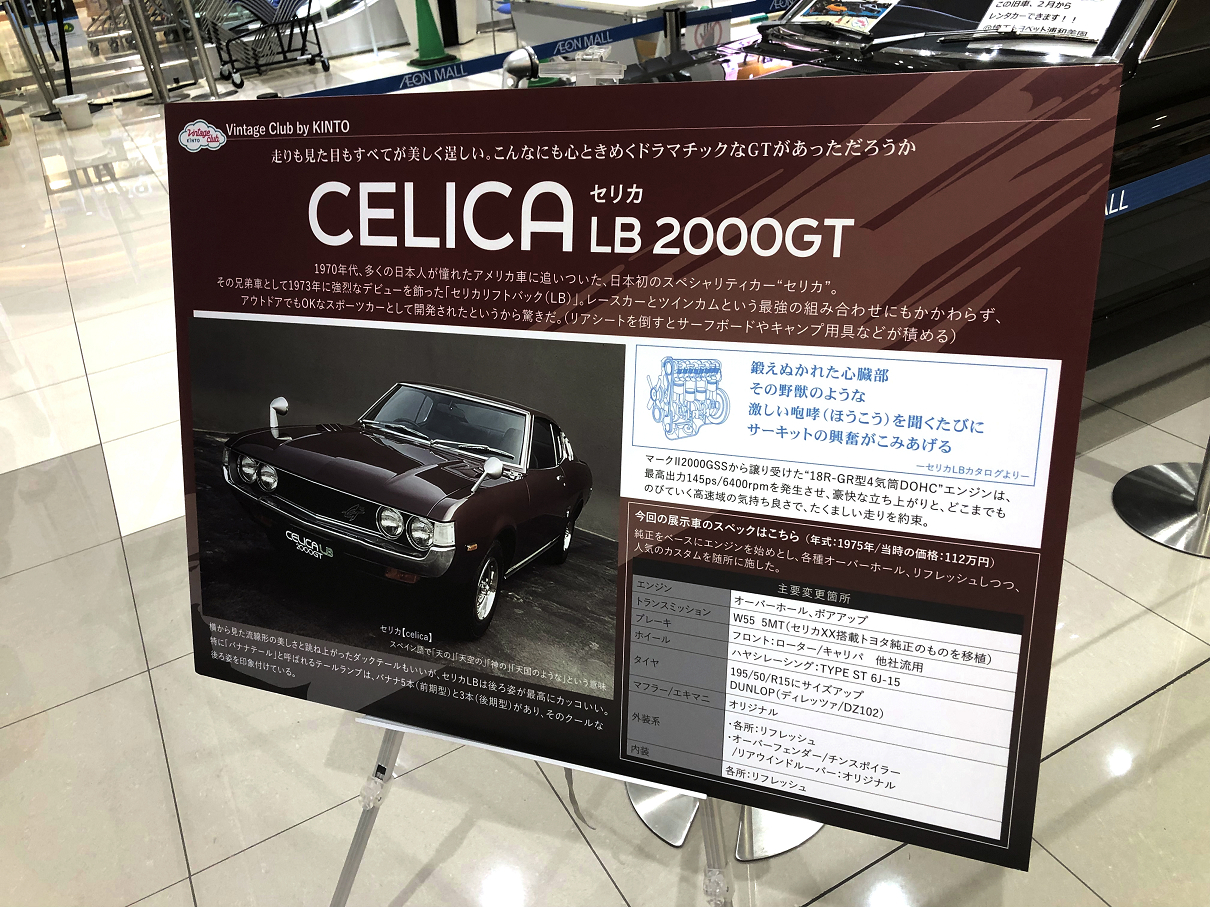 この旧車、2月から
レンタカーできます！！
ÆON MALL
ÆON MALL
ALL
Vintage Club
KINTO
Vintage Club by KINTO
走りも見た目もすべてが美しく逞しい。こんなにも心ときめくドラマチックなGTがあっただろうか
CELICA セリカ
LB 2000GT
1970年代、多くの日本人が憧れたアメリカ車に追いついた、日本初のスペシャリティカー“セリカ”。
その兄弟車として1973年に強烈なデビューを飾った「セリカリフトバック(LB)」。レースカーとツインカムという最強の組み合わせにもかかわらず、
アウトドアでもOKなスポーツカーとして開発されたというから驚きだ。(リアシートを倒すとサーフボードやキャンプ用具などが積める)
CELICA LB
2000GT
セリカ【celica】
スペイン語で「天の」「天空の」「神の」「天国のような」という意味
横から見た流線形の美しさと跳ね上がったダックテールもいいが、セリカLBは後ろ姿が最高にカッコいい。
特に「バナナテール」と呼ばれるテールランプは、バナナ5本(前期型)と3本(後期型)があり、そのクールな
後ろ姿を印象付けている。
鍛えぬかれた心臓部
その野獣のような
激しい咆哮(ほうこう)を聞くたびに
サーキットの興奮がこみあげる
ーセリカLBカタログよりー
マークⅡ2000GSSから譲り受けた“18R-GR型4気筒DOHC”エンジンは、
最高出力145ps/6400rpmを発生させ、豪快な立ち上がりと、どこまでも
のびていく高速域の気持ち良さで、たくましい走りを約束。
今回の展示車のスペックはこちら (年式:1975年/当時の価格:112万円)
純正をベースにエンジンを始めとし、各種オーバーホール、リフレッシュしつつ、
人気のカスタムを随所に施した。
主要変更箇所
エンジン オーバーホール、ボアアップ
トランスミッション W55 5MT(セリカXX搭載トヨタ純正のものを移植)
ブレーキ フロント:ローター/キャリパ 他社流用
ホイール ハヤシレーシング:TYPE ST 6J-15
タイヤ 195/50/R15にサイズアップ
DUNLOP(ディレッツァ/DZ102)
マフラー/エキマニ オリジナル
外装系 ・各所:リフレッシュ
・オーバーフェンダー/チンスポイラー
/リアウインドルーバー:オリジナル
内装 各所:リフレッシュ